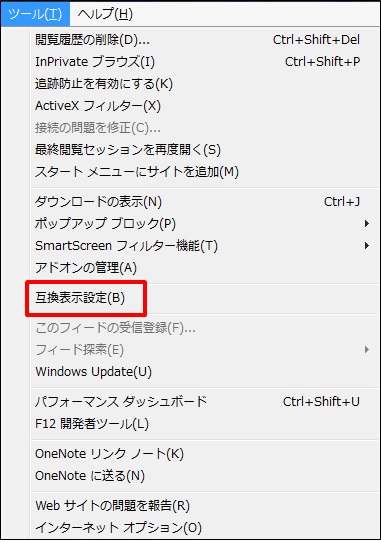 ツール(T) ヘルプ(H)
閲覧履歴の削除(D)... Ctrl+Shift+Del
InPrivate ブラウズ(I) Ctrl+Shift+P
追跡防止を有効にする(K)
ActiveX フィルター(X)
接続の問題を修正(C)...
最終閲覧セッションを再度開く(S)
スタート メニューにサイトを追加(M)
ダウンロードの表示(N) Ctrl+J
ポップアップ ブロック(P)
SmartScreen フィルター機能(T)
アドオンの管理(A)
互換表示設定(B)
このフィードの受信登録(F)...
フィード探索(E)
Windows Update(U)
パフォーマンス ダッシュボード Ctrl+Shift+U
F12 開発者ツール(L)
OneNote リンク ノート(K)
OneNote に送る(N)
Web サイトの問題を報告(R)
インターネット オプション(O)